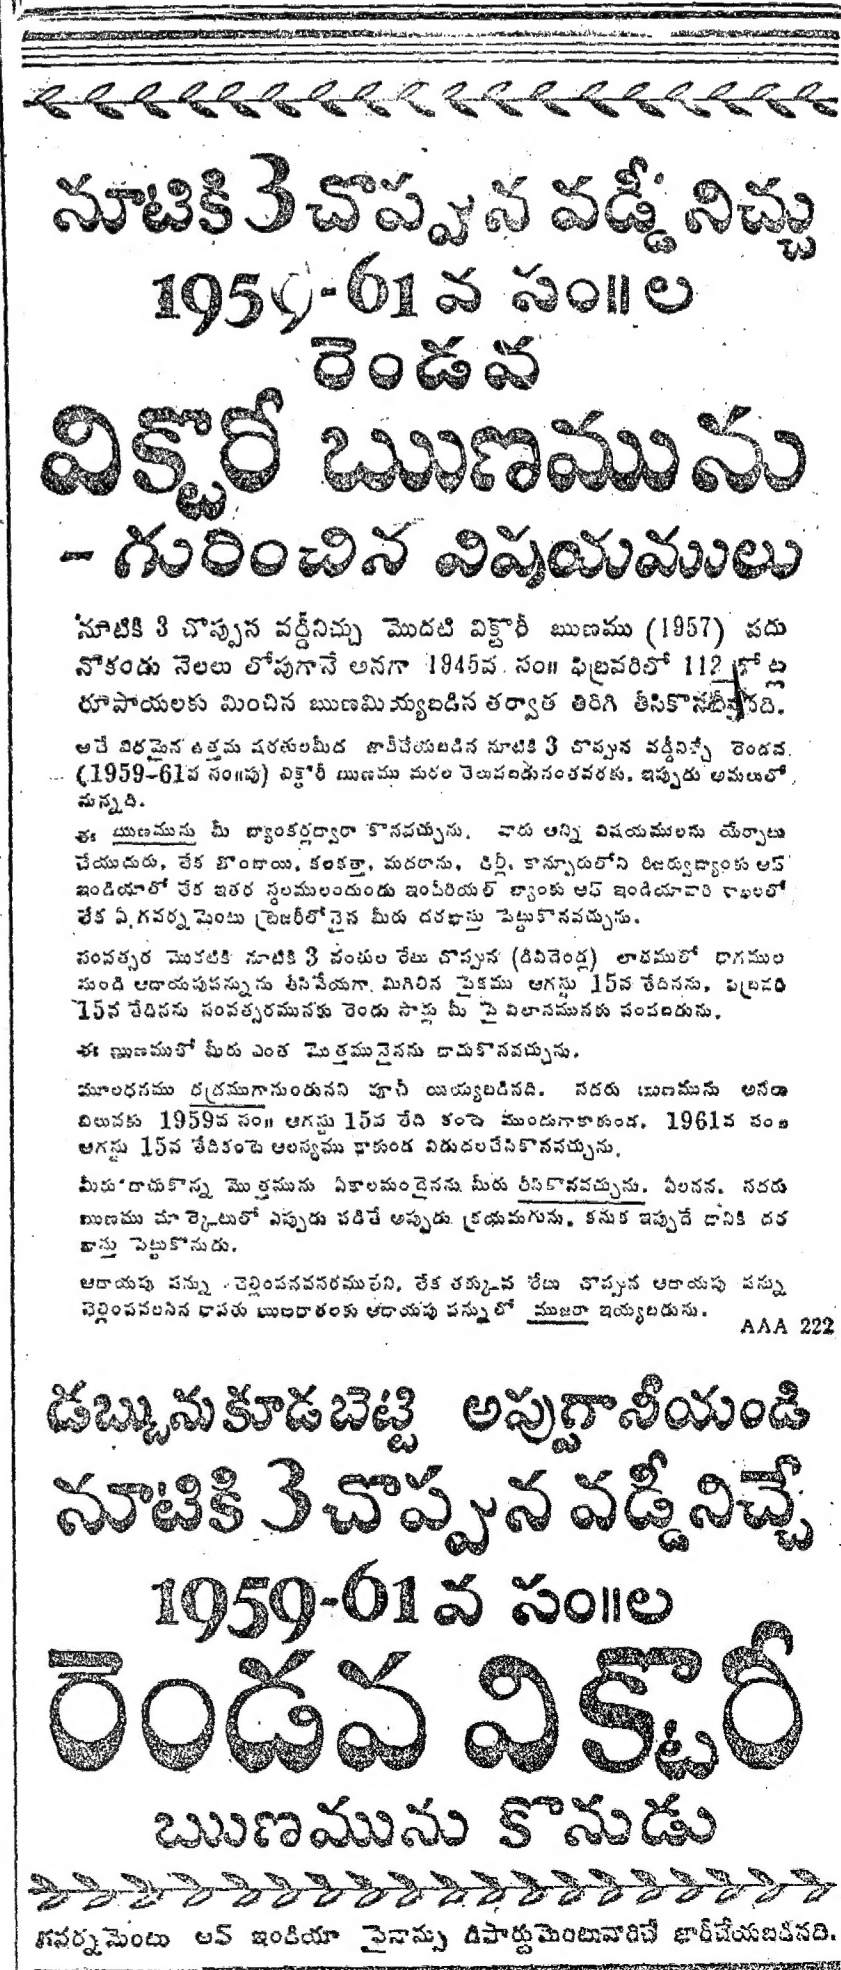 నూటికి 3 చొప్పున వడ్డీనిచ్చు
1959-61 వ సం॥ల
రెండవ
విక్టొరీ ఋణమును
- గురించిన విషయములు
నూటికి 3 చొప్పున వడ్డీనిచ్చు మొదటి విక్టొరీ ఋణము (1957) పదు
నోకండు నెలలు లోపుగానే అనగా 1945వ సం॥ ఫిబ్రవరిలో 112 కోట్ల
రూపాయలకు మించిన ఋణమియ్యబడిన తర్వాత తిరిగి తీసికొనబడినది.
అదే విధమైన ఉత్తమ షరతులమీద జారీచేయబడిన నూటికి 3 చొప్పున వడ్డీనిచ్చే రెండవ
(1959-61వ సం॥పు) విక్టొరీ ఋణము మరల తెలుపబడునంతవరకు, ఇప్పుడు అమలులో
నున్నది.
ఈ ఋణమును మీ బ్యాంకర్లద్వారా కొనవచ్చును. వారు అన్ని విషయములను యేర్పాటు
చేయుదురు, లేక బొంబాయి, కలకత్తా, మదరాసు, ఢిల్లీ, కాన్పూరులోని రిజర్వుబ్యాంకు ఆఫ్
ఇండియాలో లేక ఇతర స్థలములందుండు ఇంపీరియల్ బ్యాంకు ఆఫ్ ఇండియావారి శాఖలలో
లేక ఏ గవర్నమెంటు ట్రెజరీలోనైన మీరు దరఖాస్తు పెట్టుకొనవచ్చును.
సంవత్సర మొకటికి నూటికి 3 వంతుల రేటు చొప్పున (డివిడెండ్ల) లాభములో భాగముల
నుండి ఆదాయపుపన్నును తీసివేయగా మిగిలిన పైకము ఆగస్టు 15వ తేదినను, ఫిబ్రవరి
15వ తేదినను సంవత్సరమునకు రెండు సార్లు మీ పై విలాసమునకు పంపబడును.
ఈ ఋణములో మీరు ఎంత మొత్తమునైనను దాచుకొనవచ్చును.
మూలధనము భద్రముగానుండునని పూచీ యియ్యబడినది. సదరు ఋణమును అసలు
విలువకు 1959వ సం॥ ఆగస్టు 15వ తేది కంటె ముందుగాకాకుండ, 1961వ సం॥
ఆగస్టు 15వ తేదికంటె ఆలస్యము కాకుండ విడుదలచేసికొనవచ్చును.
మీరు దాచుకొన్న మొత్తమును ఏకాలమందైనను మీరు తీసికొనవచ్చును. ఏలనన, సదరు
ఋణము మార్కెటులో ఎప్పుడు పడితే అప్పుడు క్రయమగును. కనుక ఇప్పుడే దానికి దర
ఖాస్తు పెట్టుకొనుడు.
ఆదాయపు పన్ను చెల్లింపనవసరములేని, లేక తక్కువ రేటు చొప్పున ఆదాయపు పన్ను
చెల్లింపవలసిన దాపరు ఋణదాతలకు ఆదాయపు పన్నులో ముజరా ఇయ్యబడును.
AAA 222
డబ్బునుకూడబెట్టి అప్పుగ్గానీయండి
నూటికి 3 చొప్పున వడ్డీనిచ్చే
1959-61 వ సం॥ల
రెండవ విక్టొరీ
ఋణమును కొనుడు
గవర్నమెంటు ఆఫ్ ఇండియా ఫైనాన్సు డిపార్టుమెంటువారిచే జారీచేయబడినది.